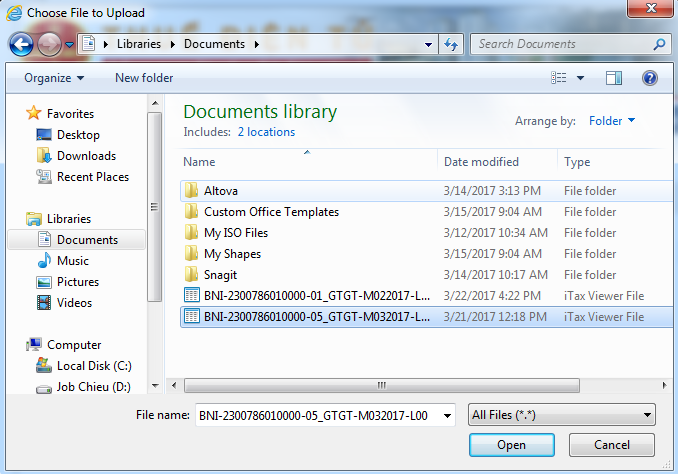 Choose File to Upload
THUẾ ĐIỆN TỬ
Libraries Documents
Search Documents
Organize New folder
Favorites
Desktop
Downloads
Recent Places
Libraries
Documents
Music
Pictures
Videos
Computer
Local Disk (C:)
Job Chieu (D:)
Documents library
Includes: 2 locations
Arrange by: Folder
Name Date modified Type
Altova 3/14/2017 3:13 PM File folder
Custom Office Templates 3/15/2017 9:04 AM File folder
My ISO Files 3/12/2017 10:34 AM File folder
My Shapes 3/15/2017 9:04 AM File folder
Snagit 3/14/2017 10:17 AM File folder
BNI-2300786010000-01_GTGT-M022017-L... 3/22/2017 4:22 PM iTax Viewer File
BNI-2300786010000-05_GTGT-M032017-L... 3/21/2017 12:18 PM iTax Viewer File
File name: BNI-2300786010000-05_GTGT-M032017-L00 All Files (*.*)
Open Cancel